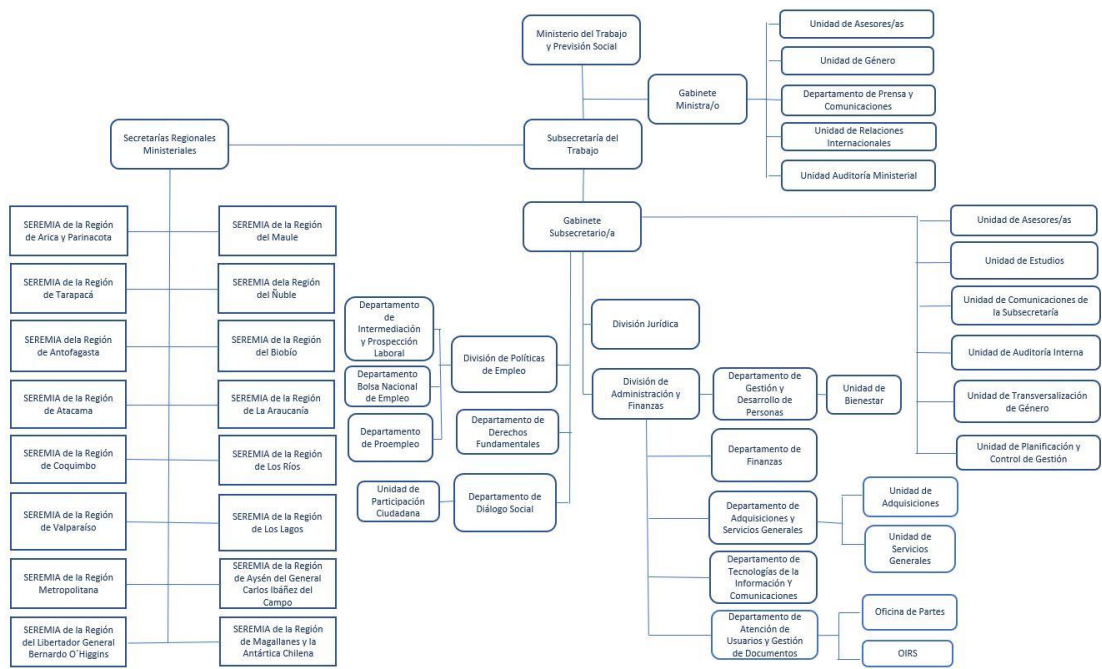 Ministerio del Trabajo
y Previsión Social
Gabinete
Ministra/o
Unidad de Asesores/as
Unidad de Género
Departamento de Prensa y
Comunicaciones
Unidad de Relaciones
Internacionales
Unidad Auditoría Ministerial
Secretarías Regionales
Ministeriales
Subsecretaría del
Trabajo
SEREMIA de la Región
de Arica y Parinacota
SEREMIA de la Región
del Maule
SEREMIA de la Región
de Tarapacá
SEREMIA dela Región
del Ñuble
SEREMIA dela Región
de Antofagasta
SEREMIA de la Región
del Biobío
SEREMIA de la Región
de Atacama
SEREMIA de la Región
de La Araucanía
SEREMIA de la Región
de Coquimbo
SEREMIA de la Región
de Los Ríos
SEREMIA de la Región
de Valparaíso
SEREMIA de la Región
de Los Lagos
SEREMIA de la Región
Metropolitana
SEREMIA de la Región
de Aysén del General
Carlos Ibáñez del
Campo
SEREMIA de la Región
del Libertador General
Bernardo O´Higgins
SEREMIA de la Región
de Magallanes y la
Antártica Chilena
Gabinete
Subsecretario/a
Departamento
de
Intermediación
y Prospección
Laboral
Departamento
Bolsa Nacional
de Empleo
Departamento
de Proempleo
División de Políticas
de Empleo
Departamento de
Derechos
Fundamentales
Unidad de
Participación
Ciudadana
Departamento de
Diálogo Social
División Jurídica
División de
Administración y
Finanzas
Departamento de
Gestión y
Desarrollo de
Personas
Unidad de
Bienestar
Departamento de
Finanzas
Departamento de
Adquisiciones y
Servicios Generales
Unidad de
Adquisiciones
Unidad de
Servicios
Generales
Departamento de
Tecnologías de la
Información Y
Comunicaciones
Departamento de
Atención de
Usuarios y Gestión
de Documentos
Oficina de Partes
OIRS
Unidad de Asesores/as
Unidad de Estudios
Unidad de Comunicaciones de
la Subsecretaría
Unidad de Auditoría Interna
Unidad de Transversalización
de Género
Unidad de Planificación y
Control de Gestión